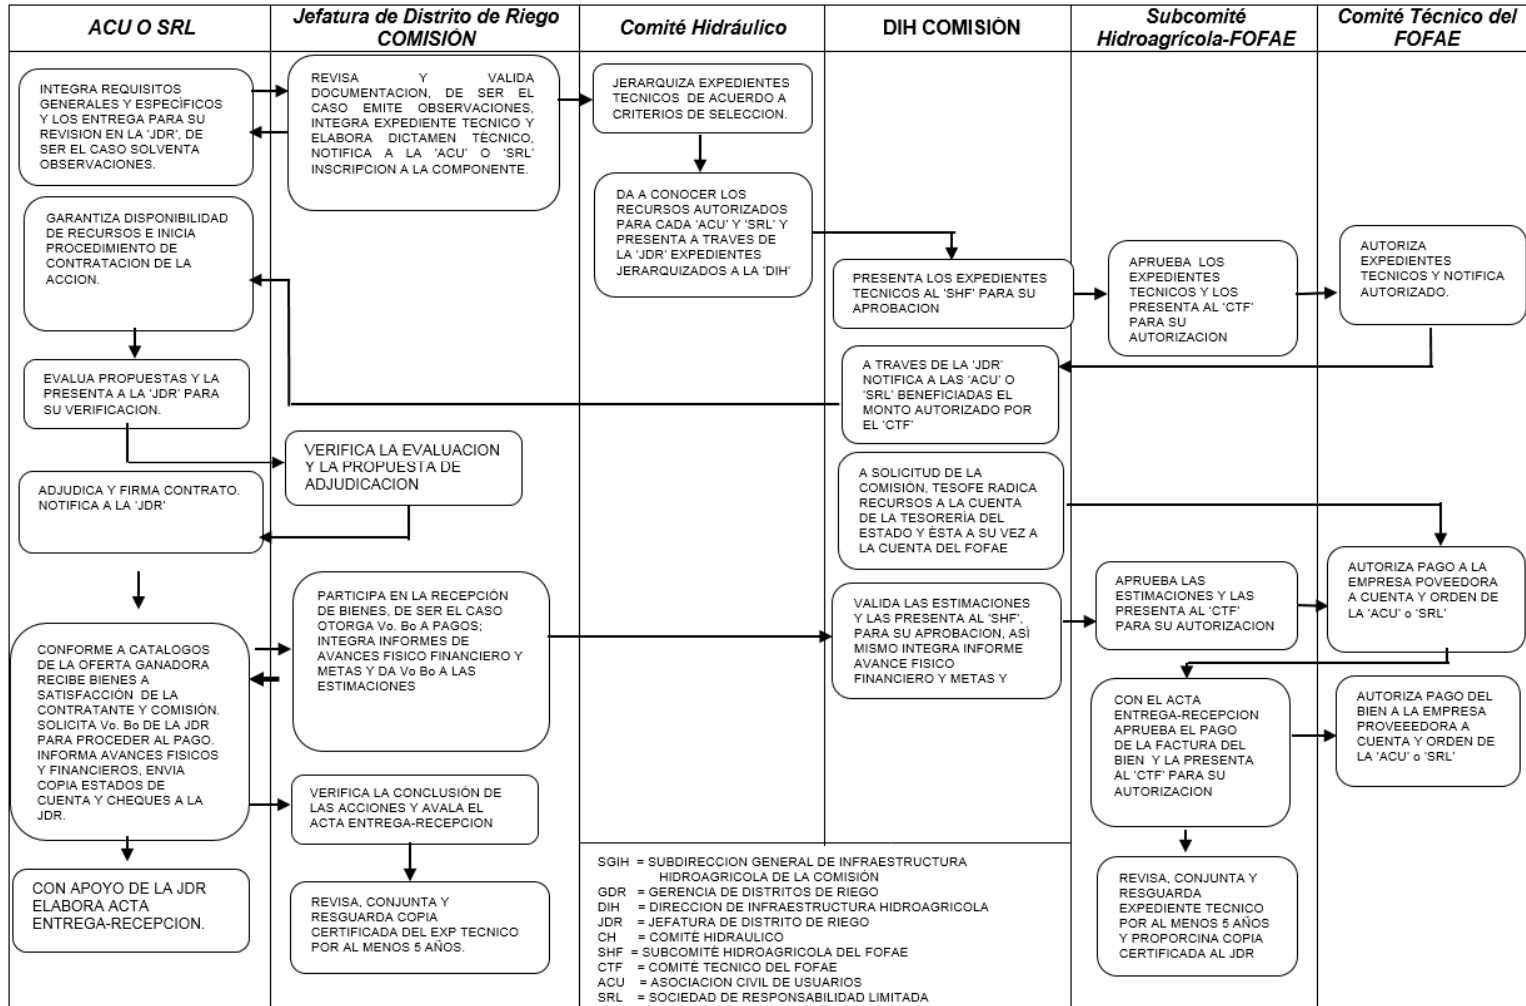 ACU O SRL
Jefatura de Distrito de Riego
COMISIÓN
Comité Hidráulico
DIH COMISIÓN
Subcomité
Hidroagrícola-FOFAE
Comité Técnico del
FOFAE
INTEGRA REQUISITOS
GENERALES Y ESPECÍFICOS
Y LOS ENTREGA PARA SU
REVISION EN LA 'JDR', DE
SER EL CASO SOLVENTA
OBSERVACIONES.
REVISA Y VALIDA
DOCUMENTACION, DE SER EL
CASO EMITE OBSERVACIONES,
INTEGRA EXPEDIENTE TECNICO Y
ELABORA DICTAMEN TÉCNICO,
NOTIFICA A LA 'ACU' O 'SRL'
INSCRIPCION A LA COMPONENTE.
JERARQUIZA EXPEDIENTES
TECNICOS DE ACUERDO A
CRITERIOS DE SELECCION.
DA A CONOCER LOS
RECURSOS AUTORIZADOS
PARA CADA 'ACU' Y 'SRL' Y
PRESENTA A TRAVES DE
LA 'JDR' EXPEDIENTES
JERARQUIZADOS A LA 'DIH'
GARANTIZA DISPONIBILIDAD
DE RECURSOS E INICIA
PROCEDIMIENTO DE
CONTRATACION DE LA
ACCION.
PRESENTA LOS EXPEDIENTES
TECNICOS AL 'SHF' PARA SU
APROBACION
APRUEBA LOS
EXPEDIENTES
TECNICOS Y LOS
PRESENTA AL 'CTF'
PARA SU
AUTORIZACION
AUTORIZA
EXPEDIENTES
TECNICOS Y NOTIFICA
AUTORIZADO.
A TRAVES DE LA 'JDR'
NOTIFICA A LAS 'ACU' O
'SRL' BENEFICIADAS EL
MONTO AUTORIZADO POR
EL 'CTF'
EVALUA PROPUESTAS Y LA
PRESENTA A LA 'JDR' PARA
SU VERIFICACION.
VERIFICA LA EVALUACION
Y LA PROPUESTA DE
ADJUDICACION
ADJUDICA Y FIRMA CONTRATO.
NOTIFICA A LA 'JDR'
A SOLICITUD DE LA
COMISIÓN, TESOFE RADICA
RECURSOS A LA CUENTA
DE LA TESORERÍA DEL
ESTADO Y ÉSTA A SU VEZ A
LA CUENTA DEL FOFAE
PARTICIPA EN LA RECEPCIÓN
DE BIENES, DE SER EL CASO
OTORGA Vo. Bo A PAGOS;
INTEGRA INFORMES DE
AVANCES FISICO FINANCIERO Y
METAS Y DA Vo Bo A LAS
ESTIMACIONES
VALIDA LAS ESTIMACIONES
Y LAS PRESENTA AL 'SHF',
PARA SU APROBACION, ASÍ
MISMO INTEGRA INFORME
AVANCE FISICO
FINANCIERO Y METAS Y
APRUEBA LAS
ESTIMACIONES Y LAS
PRESENTA AL 'CTF'
PARA SU AUTORIZACION
AUTORIZA PAGO A LA
EMPRESA POVEEDORA
A CUENTA Y ORDEN DE
LA 'ACU' o 'SRL'
CONFORME A CATALOGOS
DE LA OFERTA GANADORA
RECIBE BIENES A
SATISFACCIÓN DE LA
CONTRATANTE Y COMISIÓN.
SOLICITA Vo. Bo DE LA JDR
PARA PROCEDER AL PAGO.
INFORMA AVANCES FISICOS
Y FINANCIEROS, ENVIA
COPIA ESTADOS DE
CUENTA Y CHEQUES A LA
JDR.
CON EL ACTA
ENTREGA-RECEPCION
APRUEBA EL PAGO
DE LA FACTURA DEL
BIEN Y LA PRESENTA
AL 'CTF' PARA SU
AUTORIZACION
AUTORIZA PAGO DEL
BIEN A LA EMPRESA
PROVEEEDORA A
CUENTA Y ORDEN DE
LA 'ACU' o 'SRL'
VERIFICA LA CONCLUSIÓN DE
LAS ACCIONES Y AVALA EL
ACTA ENTREGA-RECEPCION
CON APOYO DE LA JDR
ELABORA ACTA
ENTREGA-RECEPCION.
REVISA, CONJUNTA Y
RESGUARDA COPIA
CERTIFICADA DEL EXP TECNICO
POR AL MENOS 5 AÑOS.
SGIH = SUBDIRECCION GENERAL DE INFRAESTRUCTURA
HIDROAGRICOLA DE LA COMISIÓN
GDR = GERENCIA DE DISTRITOS DE RIEGO
DIH = DIRECCION DE INFRAESTRUCTURA HIDROAGRICOLA
JDR = JEFATURA DE DISTRITO DE RIEGO
CH = COMITÉ HIDRAULICO
SHF = SUBCOMITÉ HIDROAGRICOLA DEL FOFAE
CTF = COMITÉ TECNICO DEL FOFAE
ACU = ASOCIACION CIVIL DE USUARIOS
SRL = SOCIEDAD DE RESPONSABILIDAD LIMITADA
REVISA, CONJUNTA Y
RESGUARDA
EXPEDIENTE TECNICO
POR AL MENOS 5 AÑOS
Y PROPORCINA COPIA
CERTIFICADA AL JDR